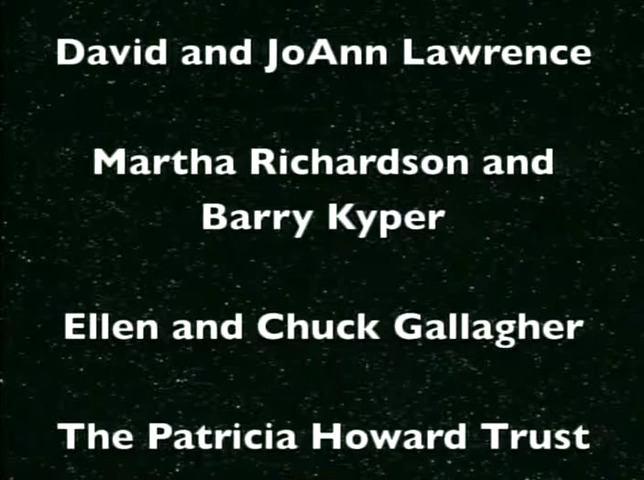 David and JoAnn Lawrence
Martha Richardson and
Barry Kyper
Ellen and Chuck Gallagher
The Patricia Howard Trust